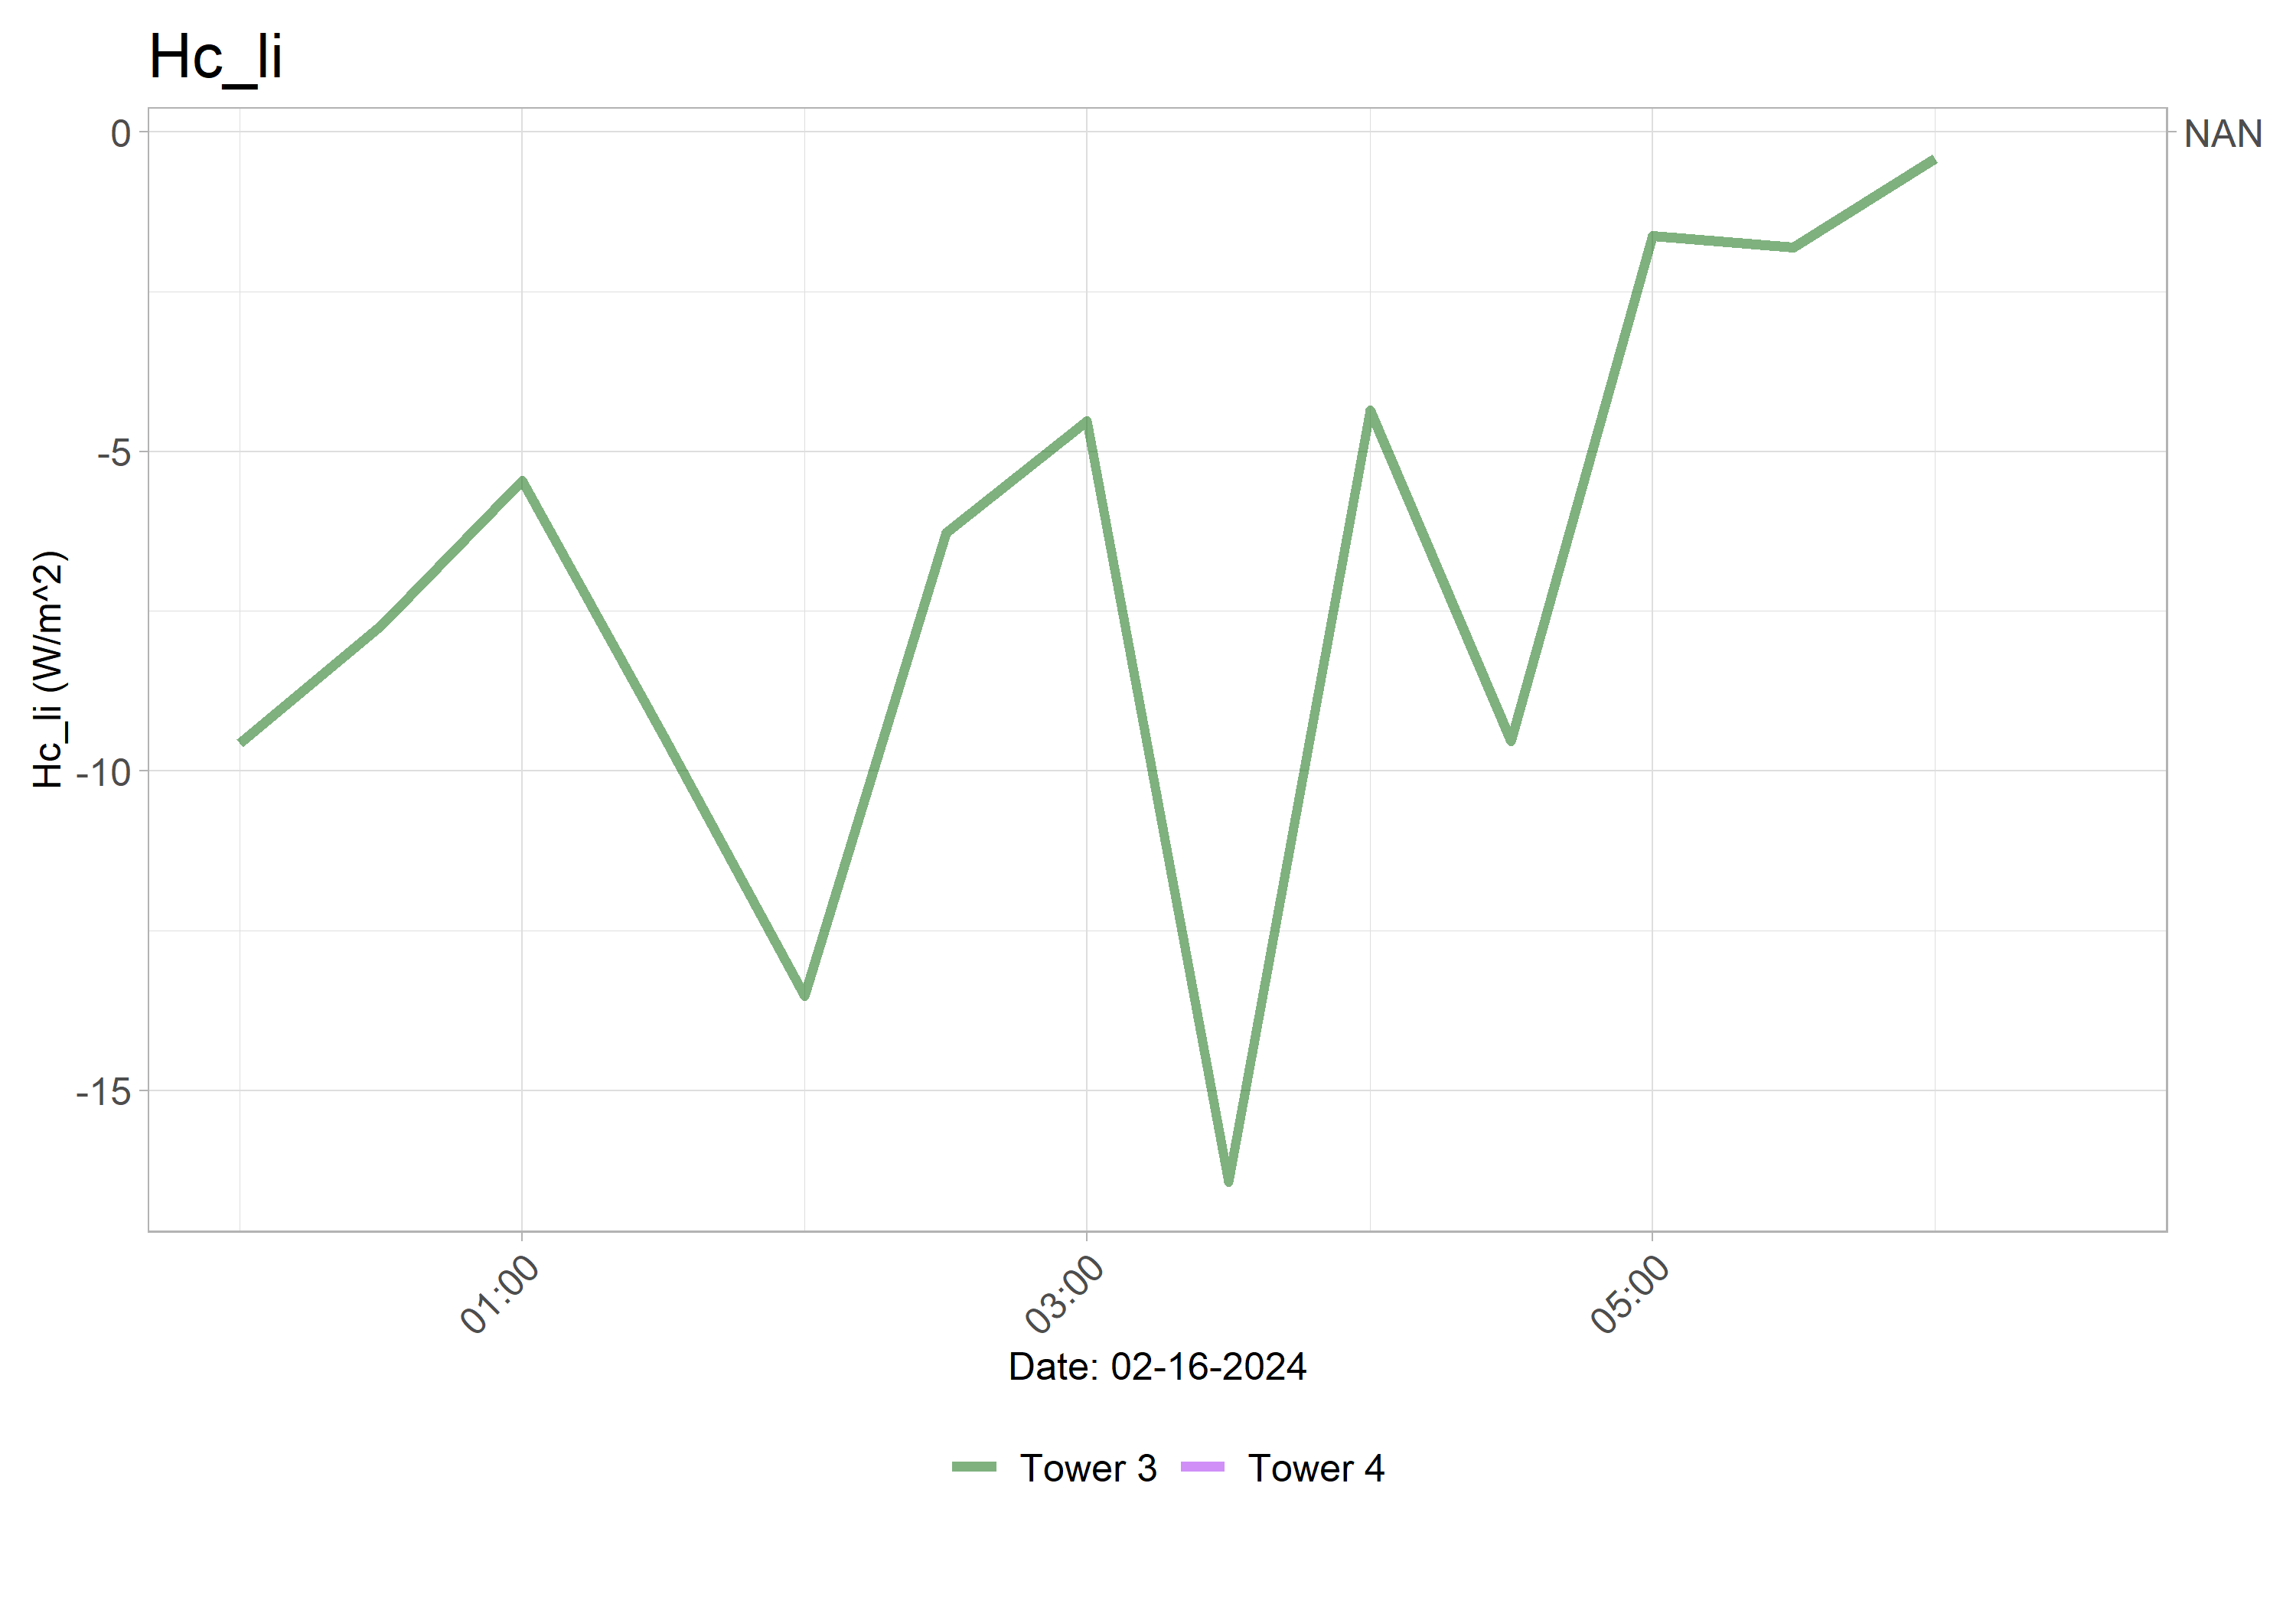 Hc_li
0
NAN
-5
-10
-15
Hc_li (W/m^2)
01:00
03:00
05:00
Date: 02-16-2024
Tower 3
Tower 4